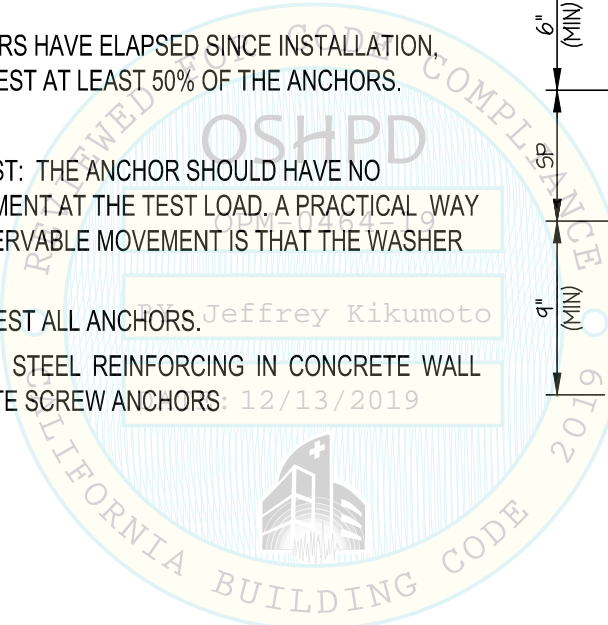 RS HAVE ELAPSED SINCE INSTALLATION,
EST AT LEAST 50% OF THE ANCHORS.
ST: THE ANCHOR SHOULD HAVE NO
MENT AT THE TEST LOAD. A PRACTICAL WAY
ERVABLE MOVEMENT IS THAT THE WASHER
EST ALL ANCHORS.
STEEL REINFORCING IN CONCRETE WALL
TE SCREW ANCHORS
6"
(MIN)
SP
9"
(MIN)
REVIEWED FOR CODE COMPLIANCE
OSHPD
OPM-0464-19
BY: Jeffrey Kikumoto
: 12/13/2019
CALIFORNIA BUILDING CODE 2019